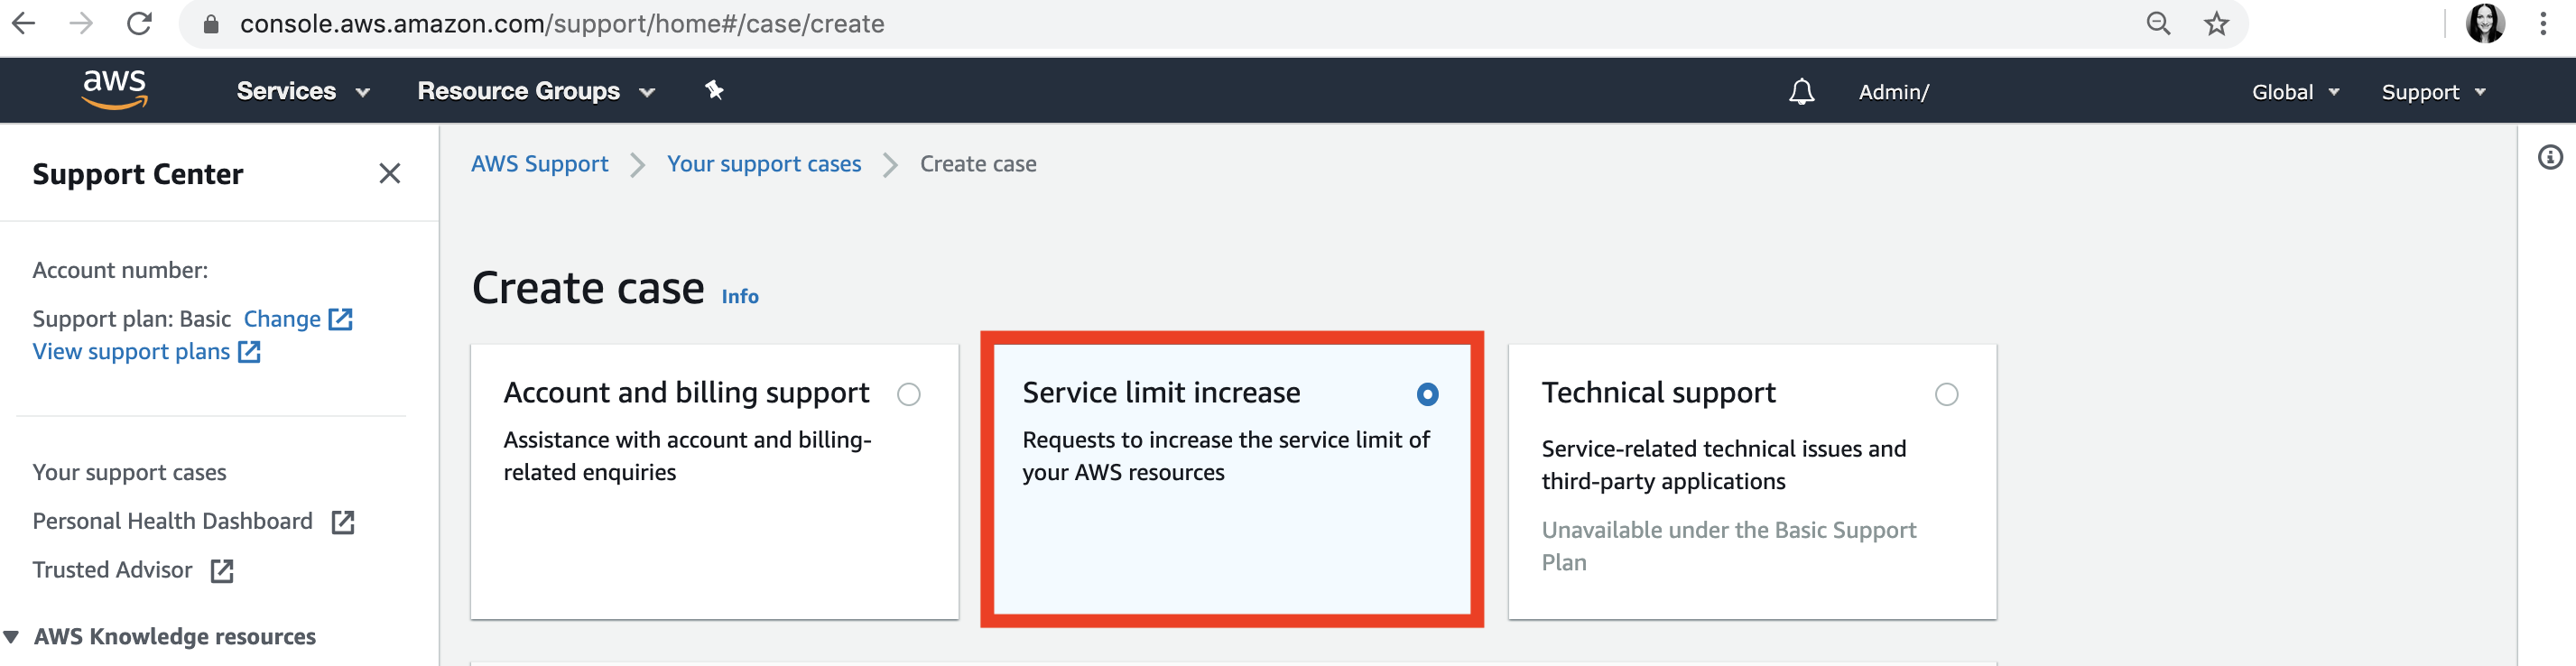 console.aws.amazon.com/support/home#/case/create
aws
Services
Resource Groups
Admin/
Global
Support
Support Center
Account number:
Support plan: Basic Change
View support plans
Your support cases
Personal Health Dashboard
Trusted Advisor
AWS Knowledge resources
AWS Support
Your support cases
Create case
Create case Info
Account and billing support
Assistance with account and billing-
related enquiries
Service limit increase
Requests to increase the service limit of
your AWS resources
Technical support
Service-related technical issues and
third-party applications
Unavailable under the Basic Support
Plan